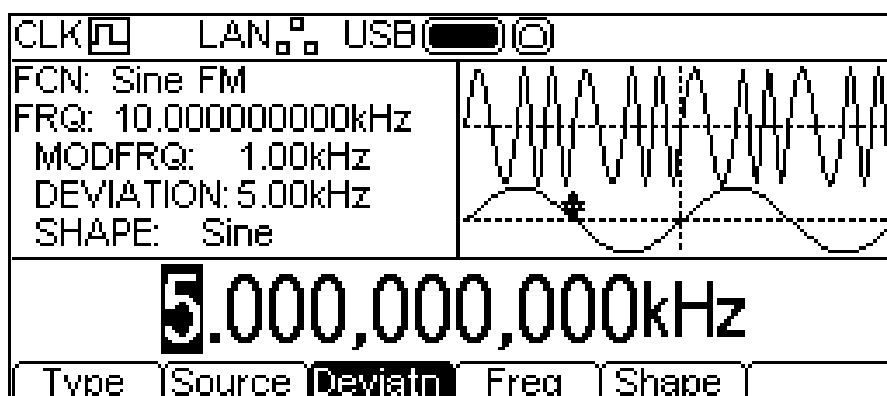 CLK LAN USB
FCN: Sine FM
FRQ: 10.000000000kHz
MODFRQ: 1.00kHz
DEVIATION: 5.00kHz
SHAPE: Sine
5.000,000,000kHz
Type Source Deviatn Freq Shape